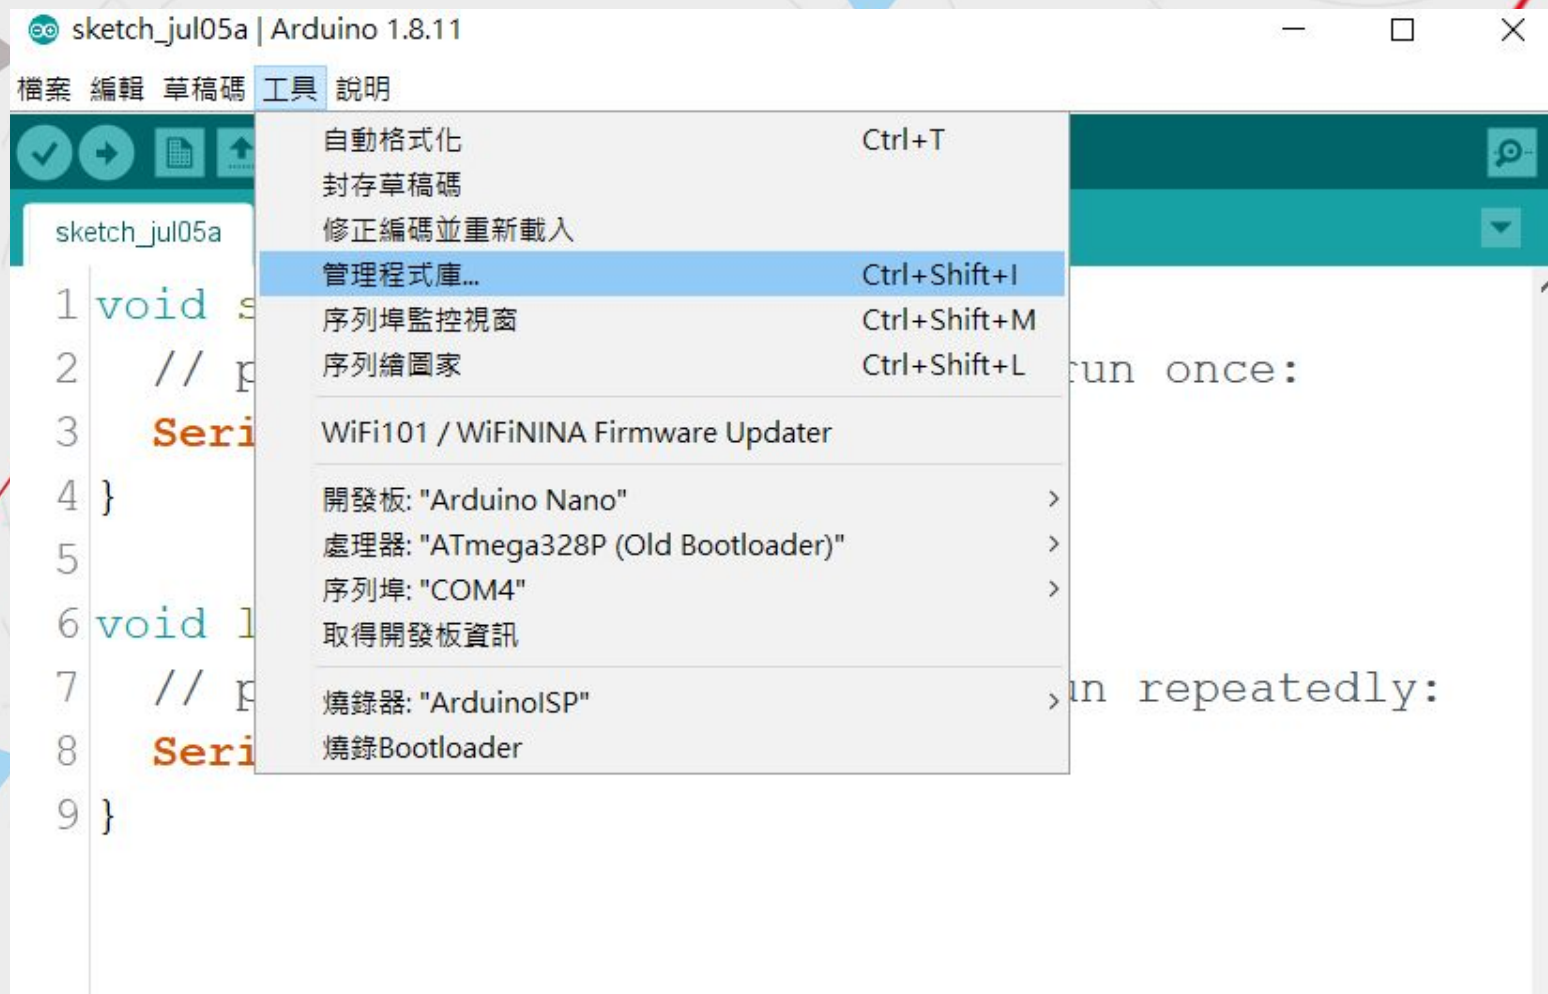 sketch_jul05a | Arduino 1.8.11
檔案 編輯 草稿碼 工具 說明
自動格式化 Ctrl+T
封存草稿碼
修正編碼並重新載入
管理程式庫... Ctrl+Shift+I
序列埠監控視窗 Ctrl+Shift+M
序列繪圖家 Ctrl+Shift+L
WiFi101 / WiFiNINA Firmware Updater
開發板: "Arduino Nano"
處理器: "ATmega328P (Old Bootloader)"
序列埠: "COM4"
取得開發板資訊
燒錄器: "ArduinoISP"
燒錄Bootloader
sketch_jul05a
1 void s
2 // p run once:
3 Seri
4 }
5
6 void l
7 // p un repeatedly:
8 Seri
9 }